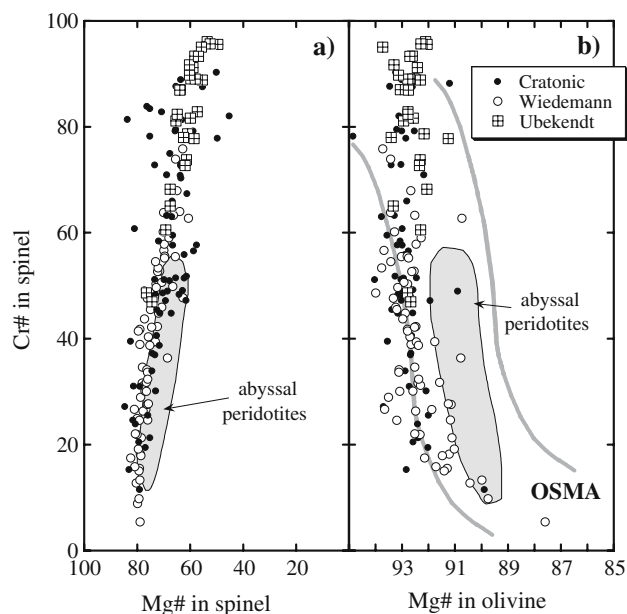 a)
b)
Cratonic
Wiedemann
Ubekendt
Cr# in spinel
100
80
60
40
20
0
abyssal
peridotites
abyssal
peridotites
OSMA
100 80 60 40 20
93 91 89 87 85
Mg# in spinel
Mg# in olivine